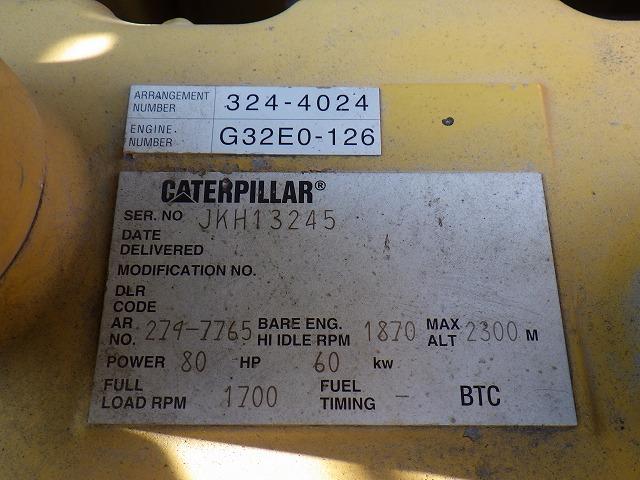 ARRANGEMENT NUMBER 324-4024
ENGINE NUMBER G32E0-126
CATERPILLAR®
SER. NO JKH13245
DATE DELIVERED
MODIFICATION NO.
DLR CODE
AR NO. 279-7765 BARE ENG. HI IDLE RPM 1870 MAX ALT 2300 M
POWER 80 HP 60 kw
FULL LOAD RPM 1700 FUEL TIMING - BTC